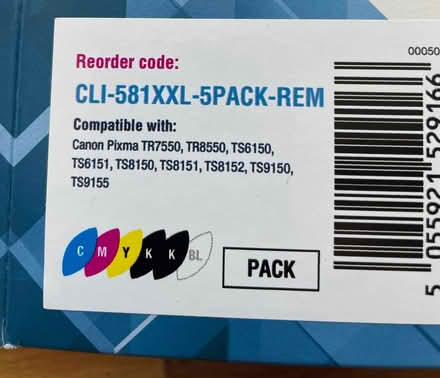 Reorder code:
00050
CLI-581XXL-5PACK-REM
Compatible with:
Canon Pixma TR7550, TR8550, TS6150,
TS6151, TS8150, TS8151, TS8152, TS9150,
TS9155
C M Y K K BL
PACK
5 055921 529166